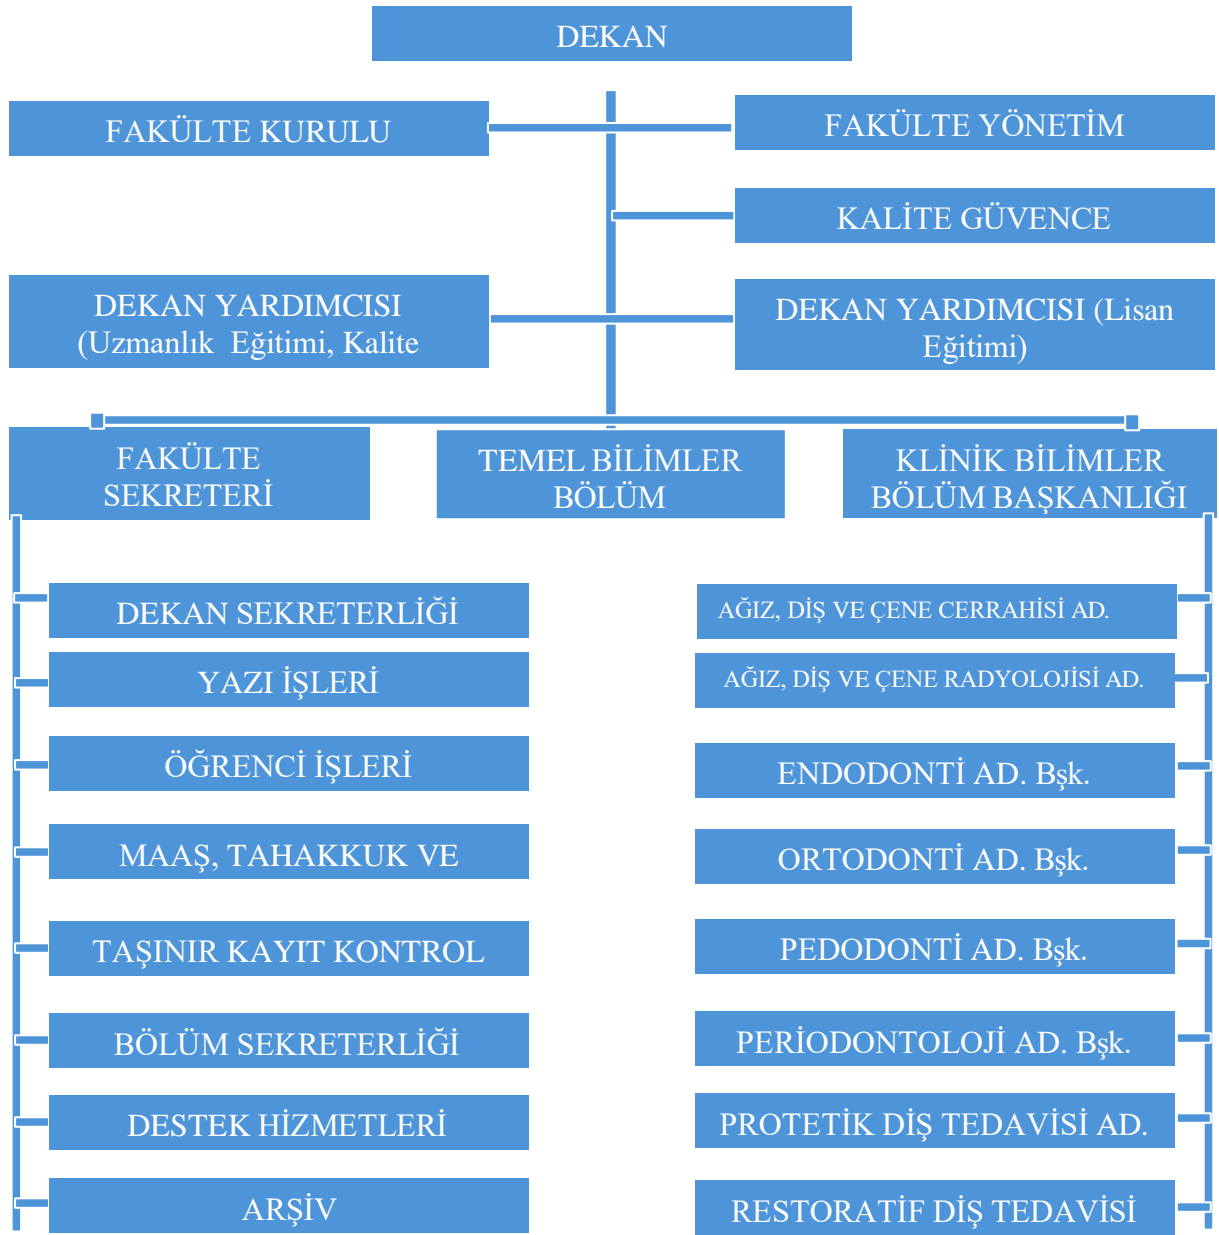 DEKAN
FAKÜLTE KURULU
FAKÜLTE YÖNETİM
KALİTE GÜVENCE
DEKAN YARDIMCISI
(Uzmanlık Eğitimi, Kalite
DEKAN YARDIMCISI (Lisan
Eğitimi)
FAKÜLTE
SEKRETERİ
TEMEL BİLİMLER
BÖLÜM
KLİNİK BİLİMLER
BÖLÜM BAŞKANLIĞI
DEKAN SEKRETERLİĞİ
YAZI İŞLERİ
ÖĞRENCİ İŞLERİ
MAAŞ, TAHAKKUK VE
TAŞINIR KAYIT KONTROL
BÖLÜM SEKRETERLİĞİ
DESTEK HİZMETLERİ
ARŞİV
AĞIZ, DİŞ VE ÇENE CERRAHİSİ AD.
AĞIZ, DİŞ VE ÇENE RADYOLOJİSİ AD.
ENDODONTİ AD. Bşk.
ORTODONTİ AD. Bşk.
PEDODONTİ AD. Bşk.
PERİODONTOLOJİ AD. Bşk.
PROTETİK DİŞ TEDAVİSİ AD.
RESTORATİF DİŞ TEDAVİSİ